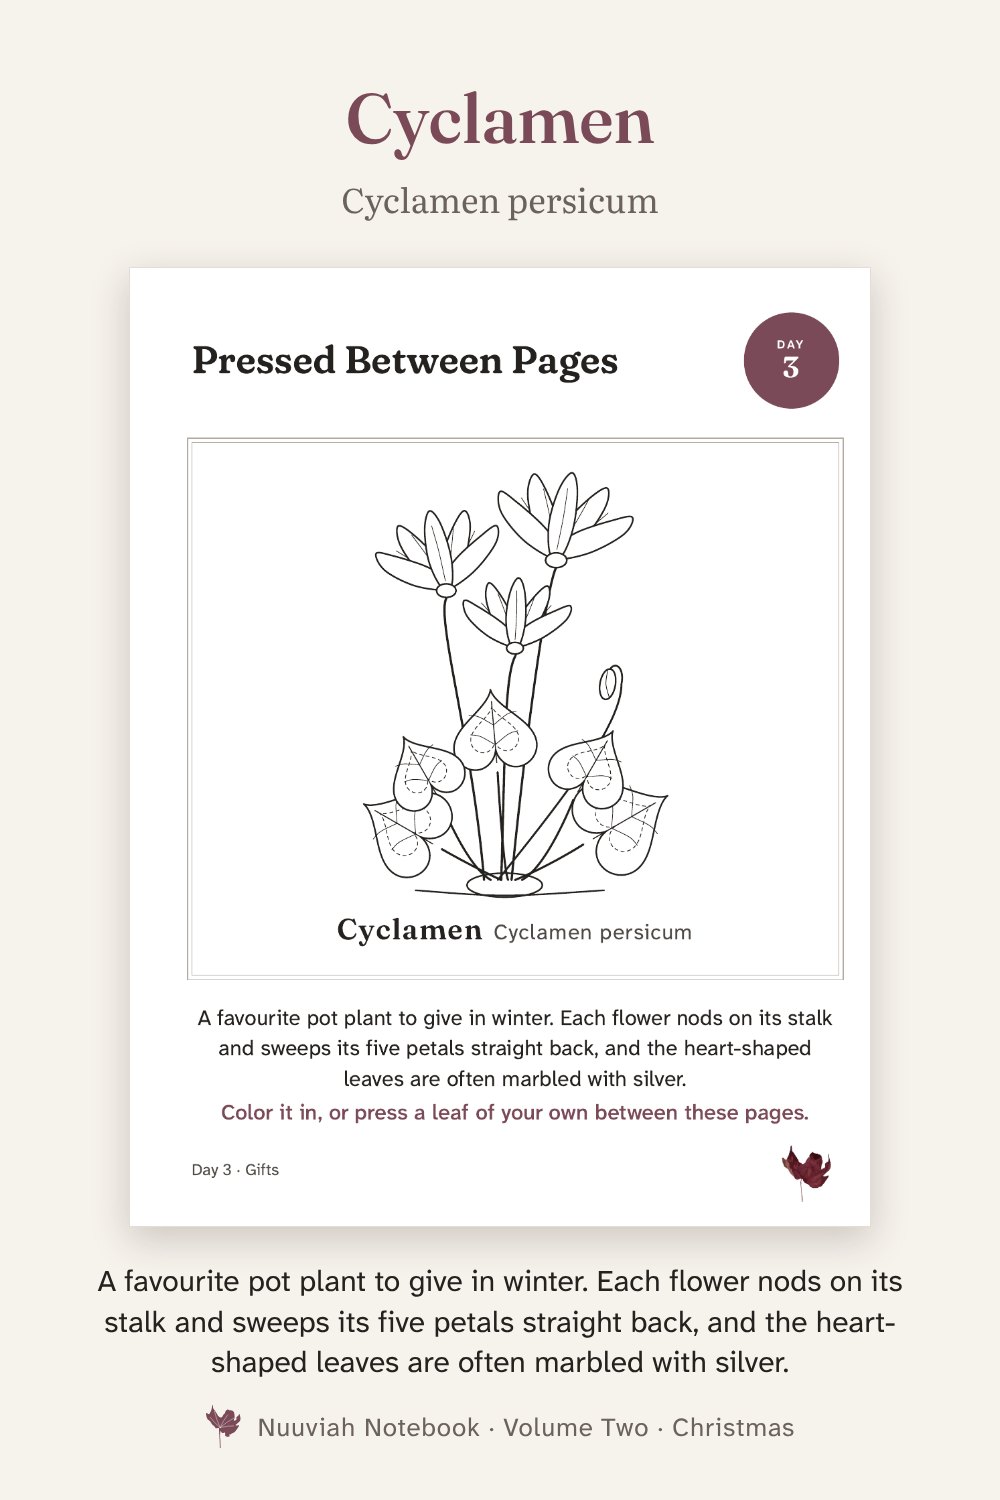 Cyclamen
Cyclamen persicum
Pressed Between Pages
DAY
3
Cyclamen Cyclamen persicum
A favourite pot plant to give in winter. Each flower nods on its stalk
and sweeps its five petals straight back, and the heart-shaped
leaves are often marbled with silver.
Color it in, or press a leaf of your own between these pages.
Day 3 · Gifts
A favourite pot plant to give in winter. Each flower nods on its
stalk and sweeps its five petals straight back, and the heart-
shaped leaves are often marbled with silver.
Nuuviah Notebook · Volume Two · Christmas